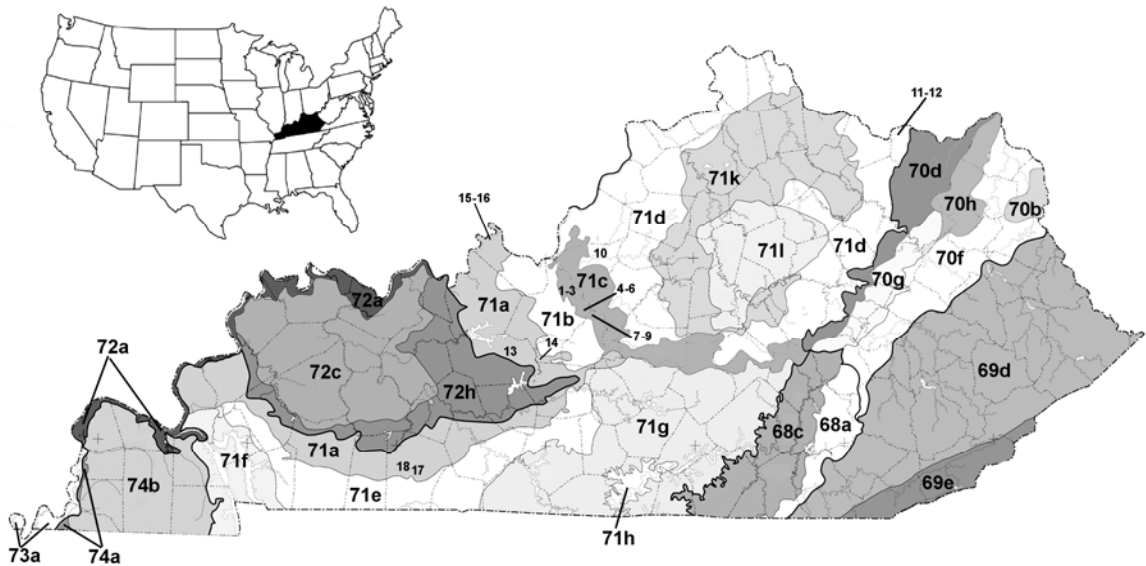 11-12
70d
71k
70h
70b
15-16
71d
10
71l
71d
70f
70g
72a
71a
71c
1-3
4-6
71b
7-9
72a
14
13
72c
72h
69d
71g
68c
68a
71a
71f
18 17
74b
71e
69e
71h
73a
74a